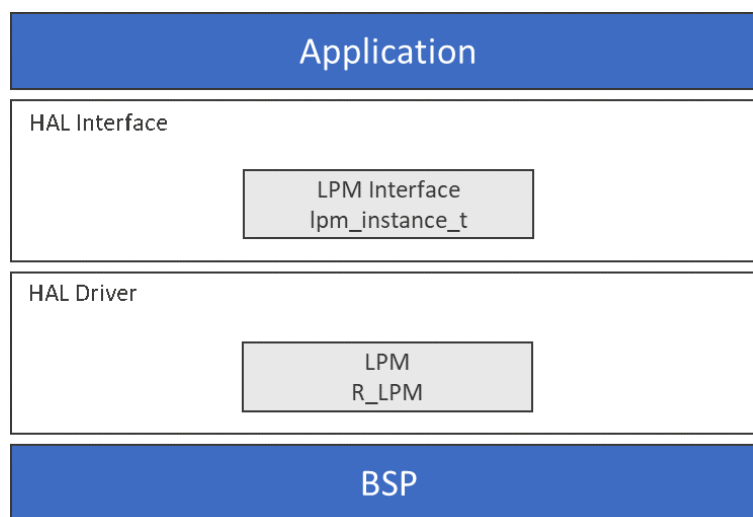 Application
HAL Interface
LPM Interface
lpm_instance_t
HAL Driver
LPM
R_LPM
BSP